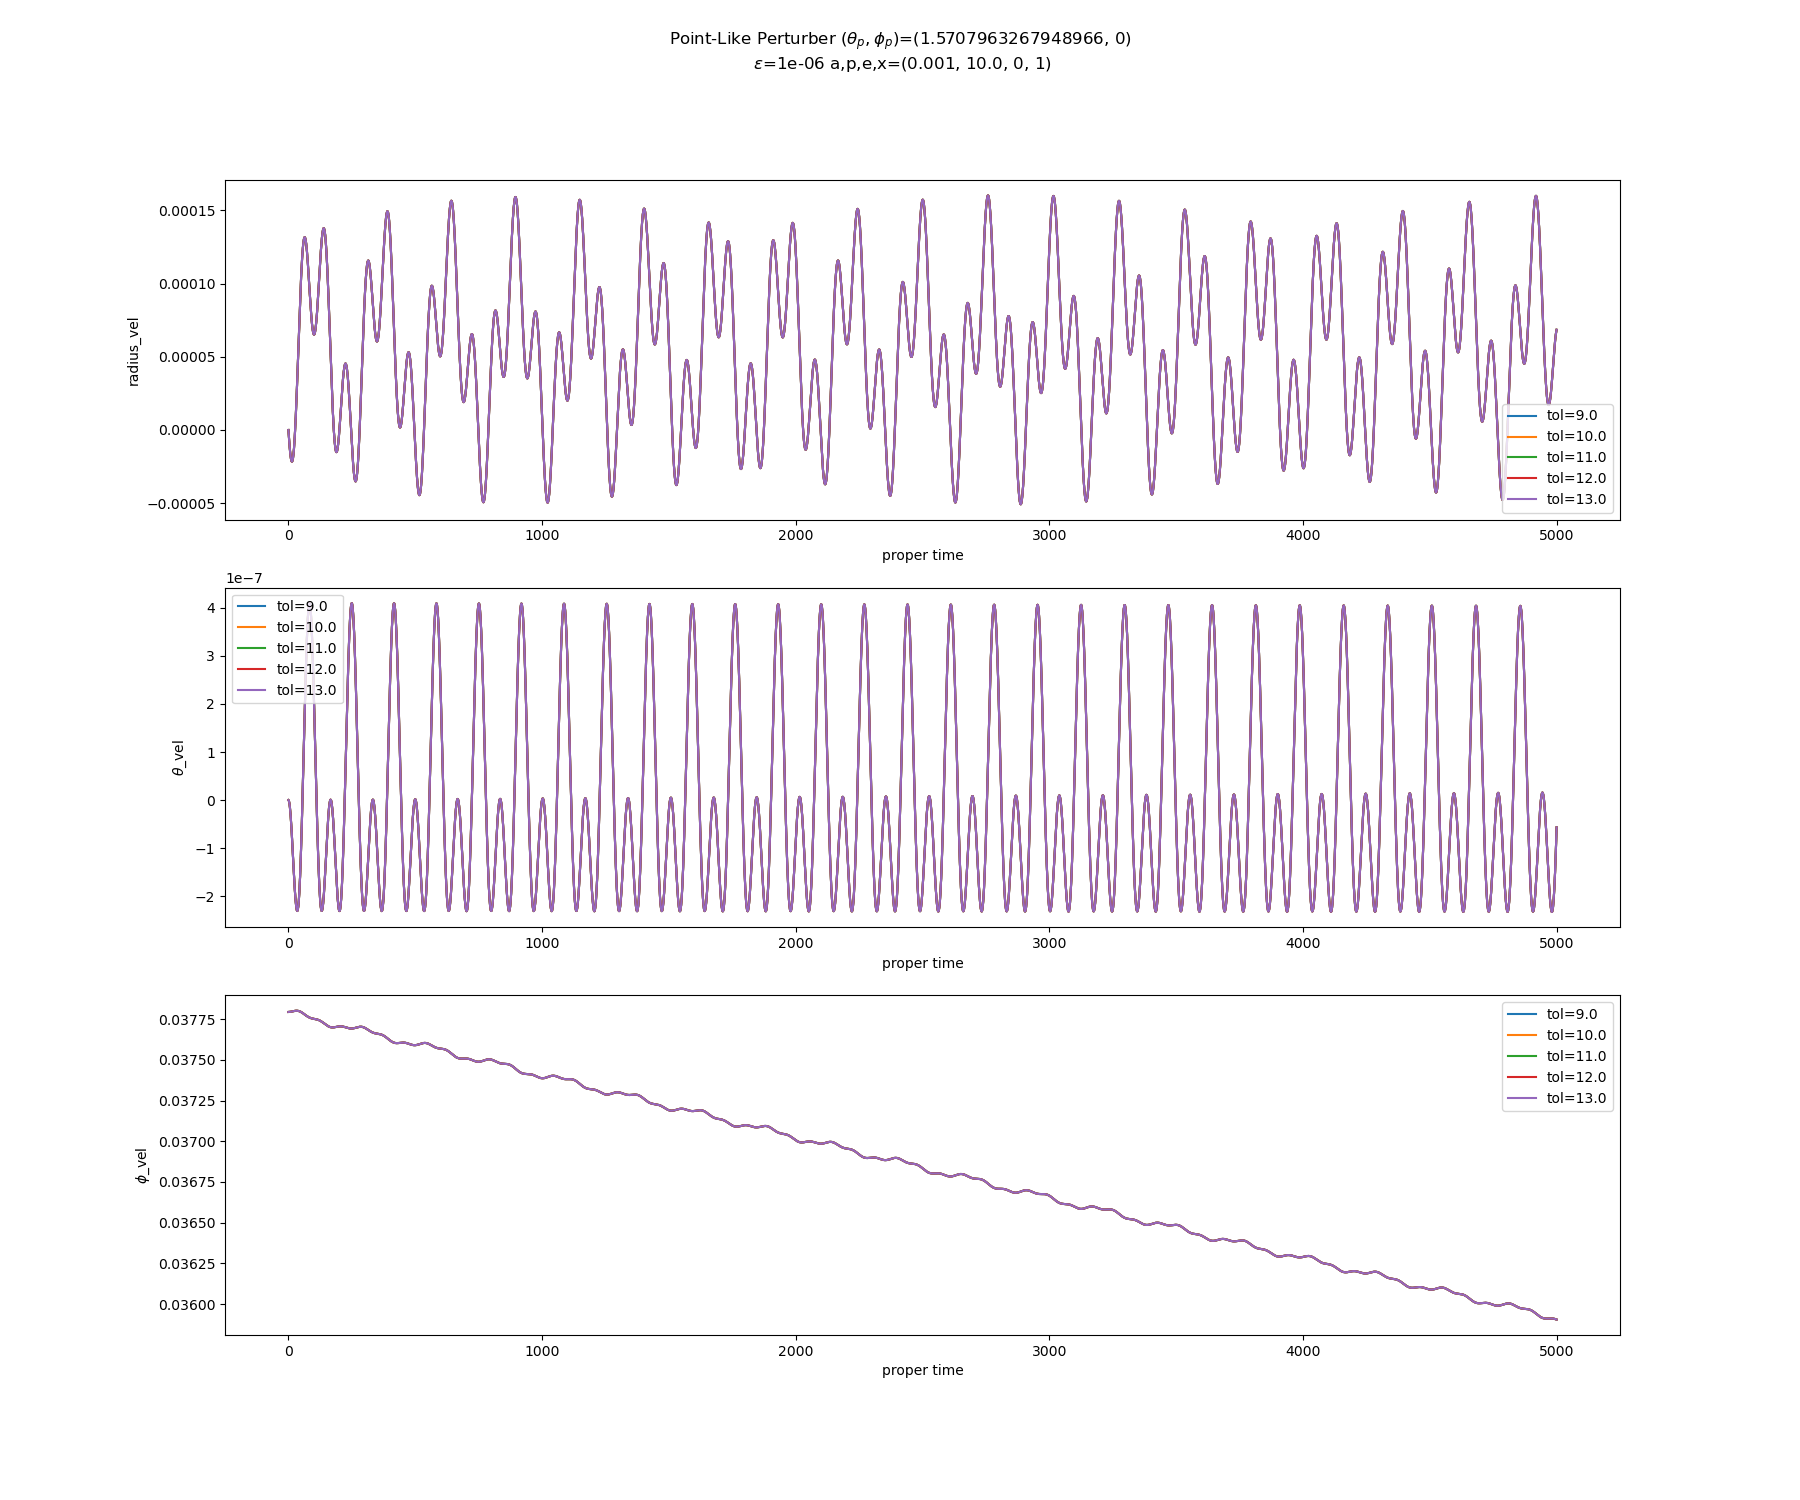 Point-Like Perturber (θp, ϕp)=(1.5707963267948966, 0)
ε=1e-06 a,p,e,x=(0.001, 10.0, 0, 1)
radius_vel
0.00015
0.00010
0.00005
0.00000
−0.00005
tol=9.0
tol=10.0
tol=11.0
tol=12.0
tol=13.0
0 1000 2000 3000 4000 5000
proper time
1e−7
θ_vel
4
3
2
1
0
−1
−2
tol=9.0
tol=10.0
tol=11.0
tol=12.0
tol=13.0
0 1000 2000 3000 4000 5000
proper time
ϕ_vel
0.03775
0.03750
0.03725
0.03700
0.03675
0.03650
0.03625
0.03600
tol=9.0
tol=10.0
tol=11.0
tol=12.0
tol=13.0
0 1000 2000 3000 4000 5000
proper time